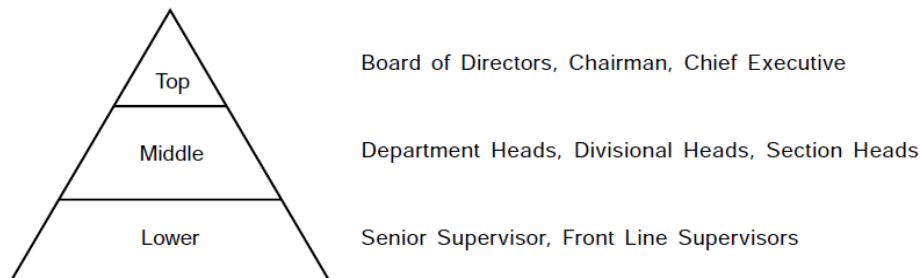 Top
Board of Directors, Chairman, Chief Executive
Middle
Department Heads, Divisional Heads, Section Heads
Lower
Senior Supervisor, Front Line Supervisors